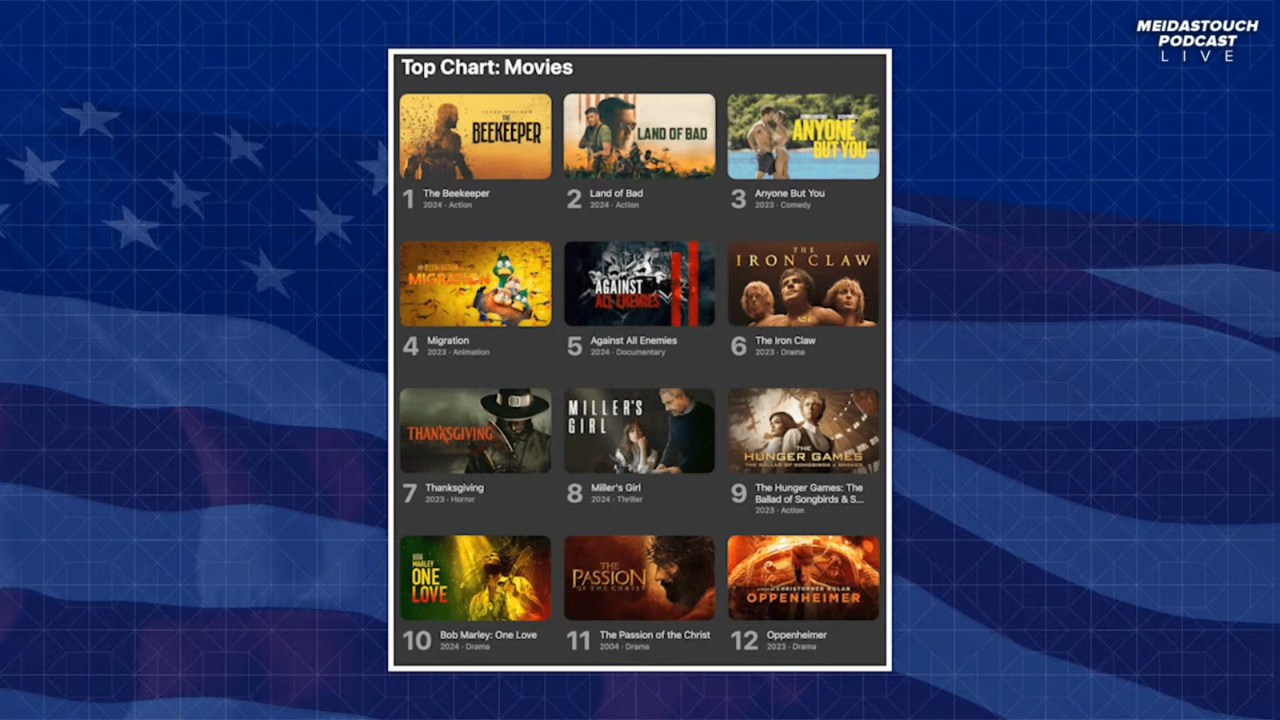 MEIDASTOUCH
PODCAST
LIVE
Top Chart: Movies
THE
BEEKEEPER
LAND OF BAD
ANYONE
BUT YOU
1 The Beekeeper
2024 · Action
2 Land of Bad
2024 · Action
3 Anyone But You
2023 · Comedy
MIGRATION
AGAINST
ALL ENEMIES
THE
IRON CLAW
4 Migration
2023 · Animation
5 Against All Enemies
2024 · Documentary
6 The Iron Claw
2023 · Drama
THANKSGIVING
MILLER'S
GIRL
THE
HUNGER GAMES
THE BALLAD OF SONGBIRDS & SNAKES
7 Thanksgiving
2023 · Horror
8 Miller's Girl
2024 · Thriller
9 The Hunger Games: The
Ballad of Songbirds & S...
2023 · Action
BOB
MARLEY
ONE
LOVE
THE
PASSION
OF THE CHRIST
CHRISTOPHER NOLAN
OPPENHEIMER
10 Bob Marley: One Love
2024 · Drama
11 The Passion of the Christ
2004 · Drama
12 Oppenheimer
2023 · Drama